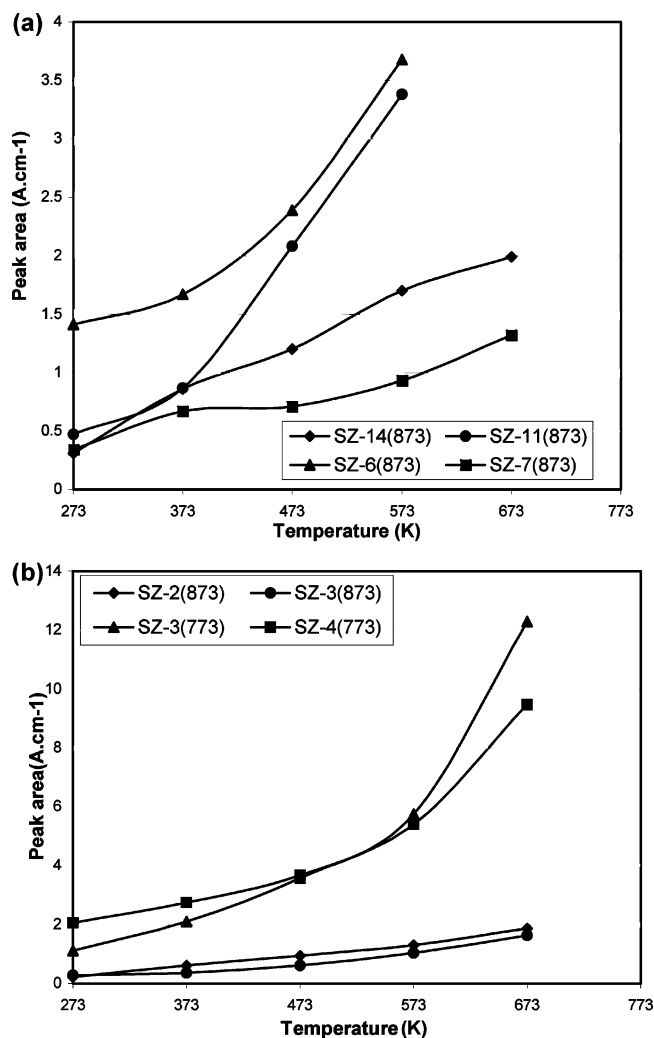 (a)
4
3.5
3
2.5
2
1.5
1
0.5
0
Peak area (A.cm-1)
SZ-14(873) SZ-11(873)
SZ-6(873) SZ-7(873)
273 373 473 573 673 773
Temperature (K)
(b)
14
12
10
8
6
4
2
0
Peak area(A.cm-1)
SZ-2(873) SZ-3(873)
SZ-3(773) SZ-4(773)
273 373 473 573 673 773
Temperature (K)